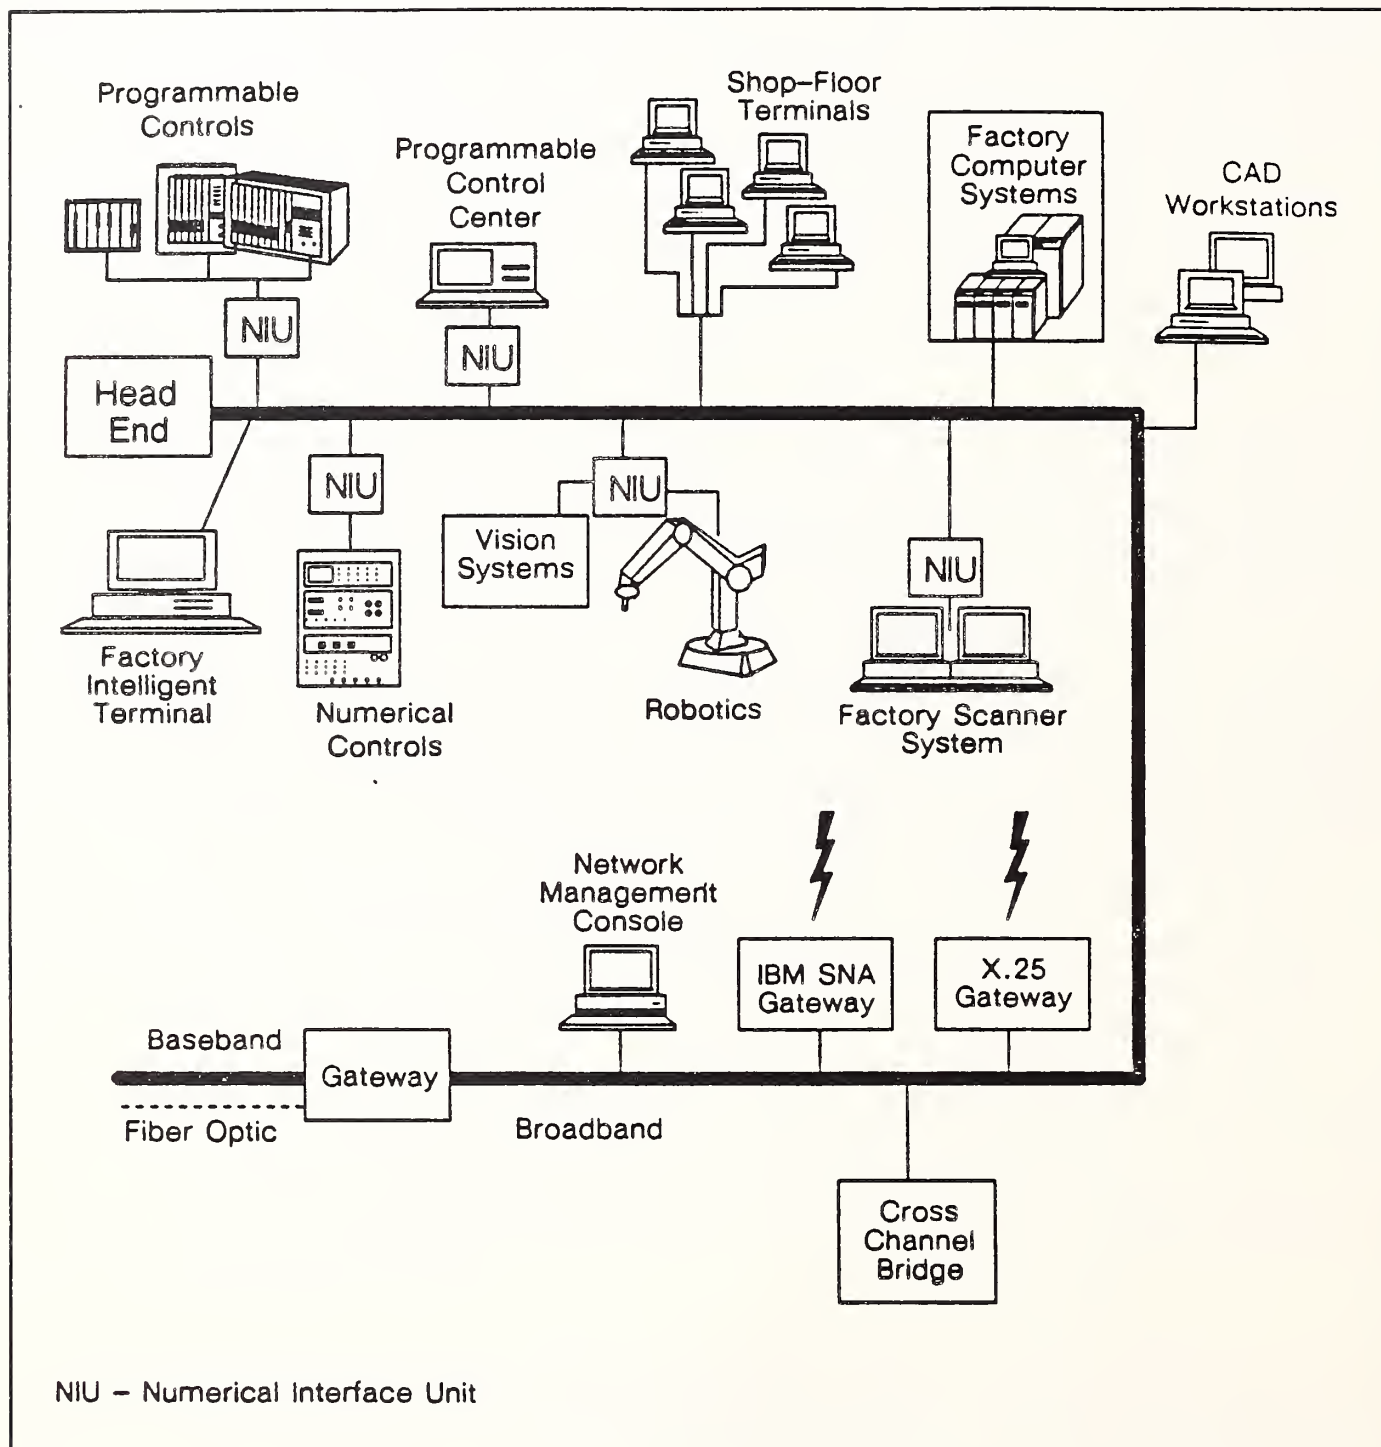 Programmable
Controls
Programmable
Control
Center
Shop-Floor
Terminals
Factory
Computer
Systems
CAD
Workstations
NIU
NIU
Head
End
NIU
NIU
NIU
Vision
Systems
Factory
Intelligent
Terminal
Numerical
Controls
Robotics
Factory Scanner
System
Network
Management
Console
IBM SNA
Gateway
X.25
Gateway
Baseband
Gateway
Fiber Optic
Broadband
Cross
Channel
Bridge
NIU – Numerical Interface Unit